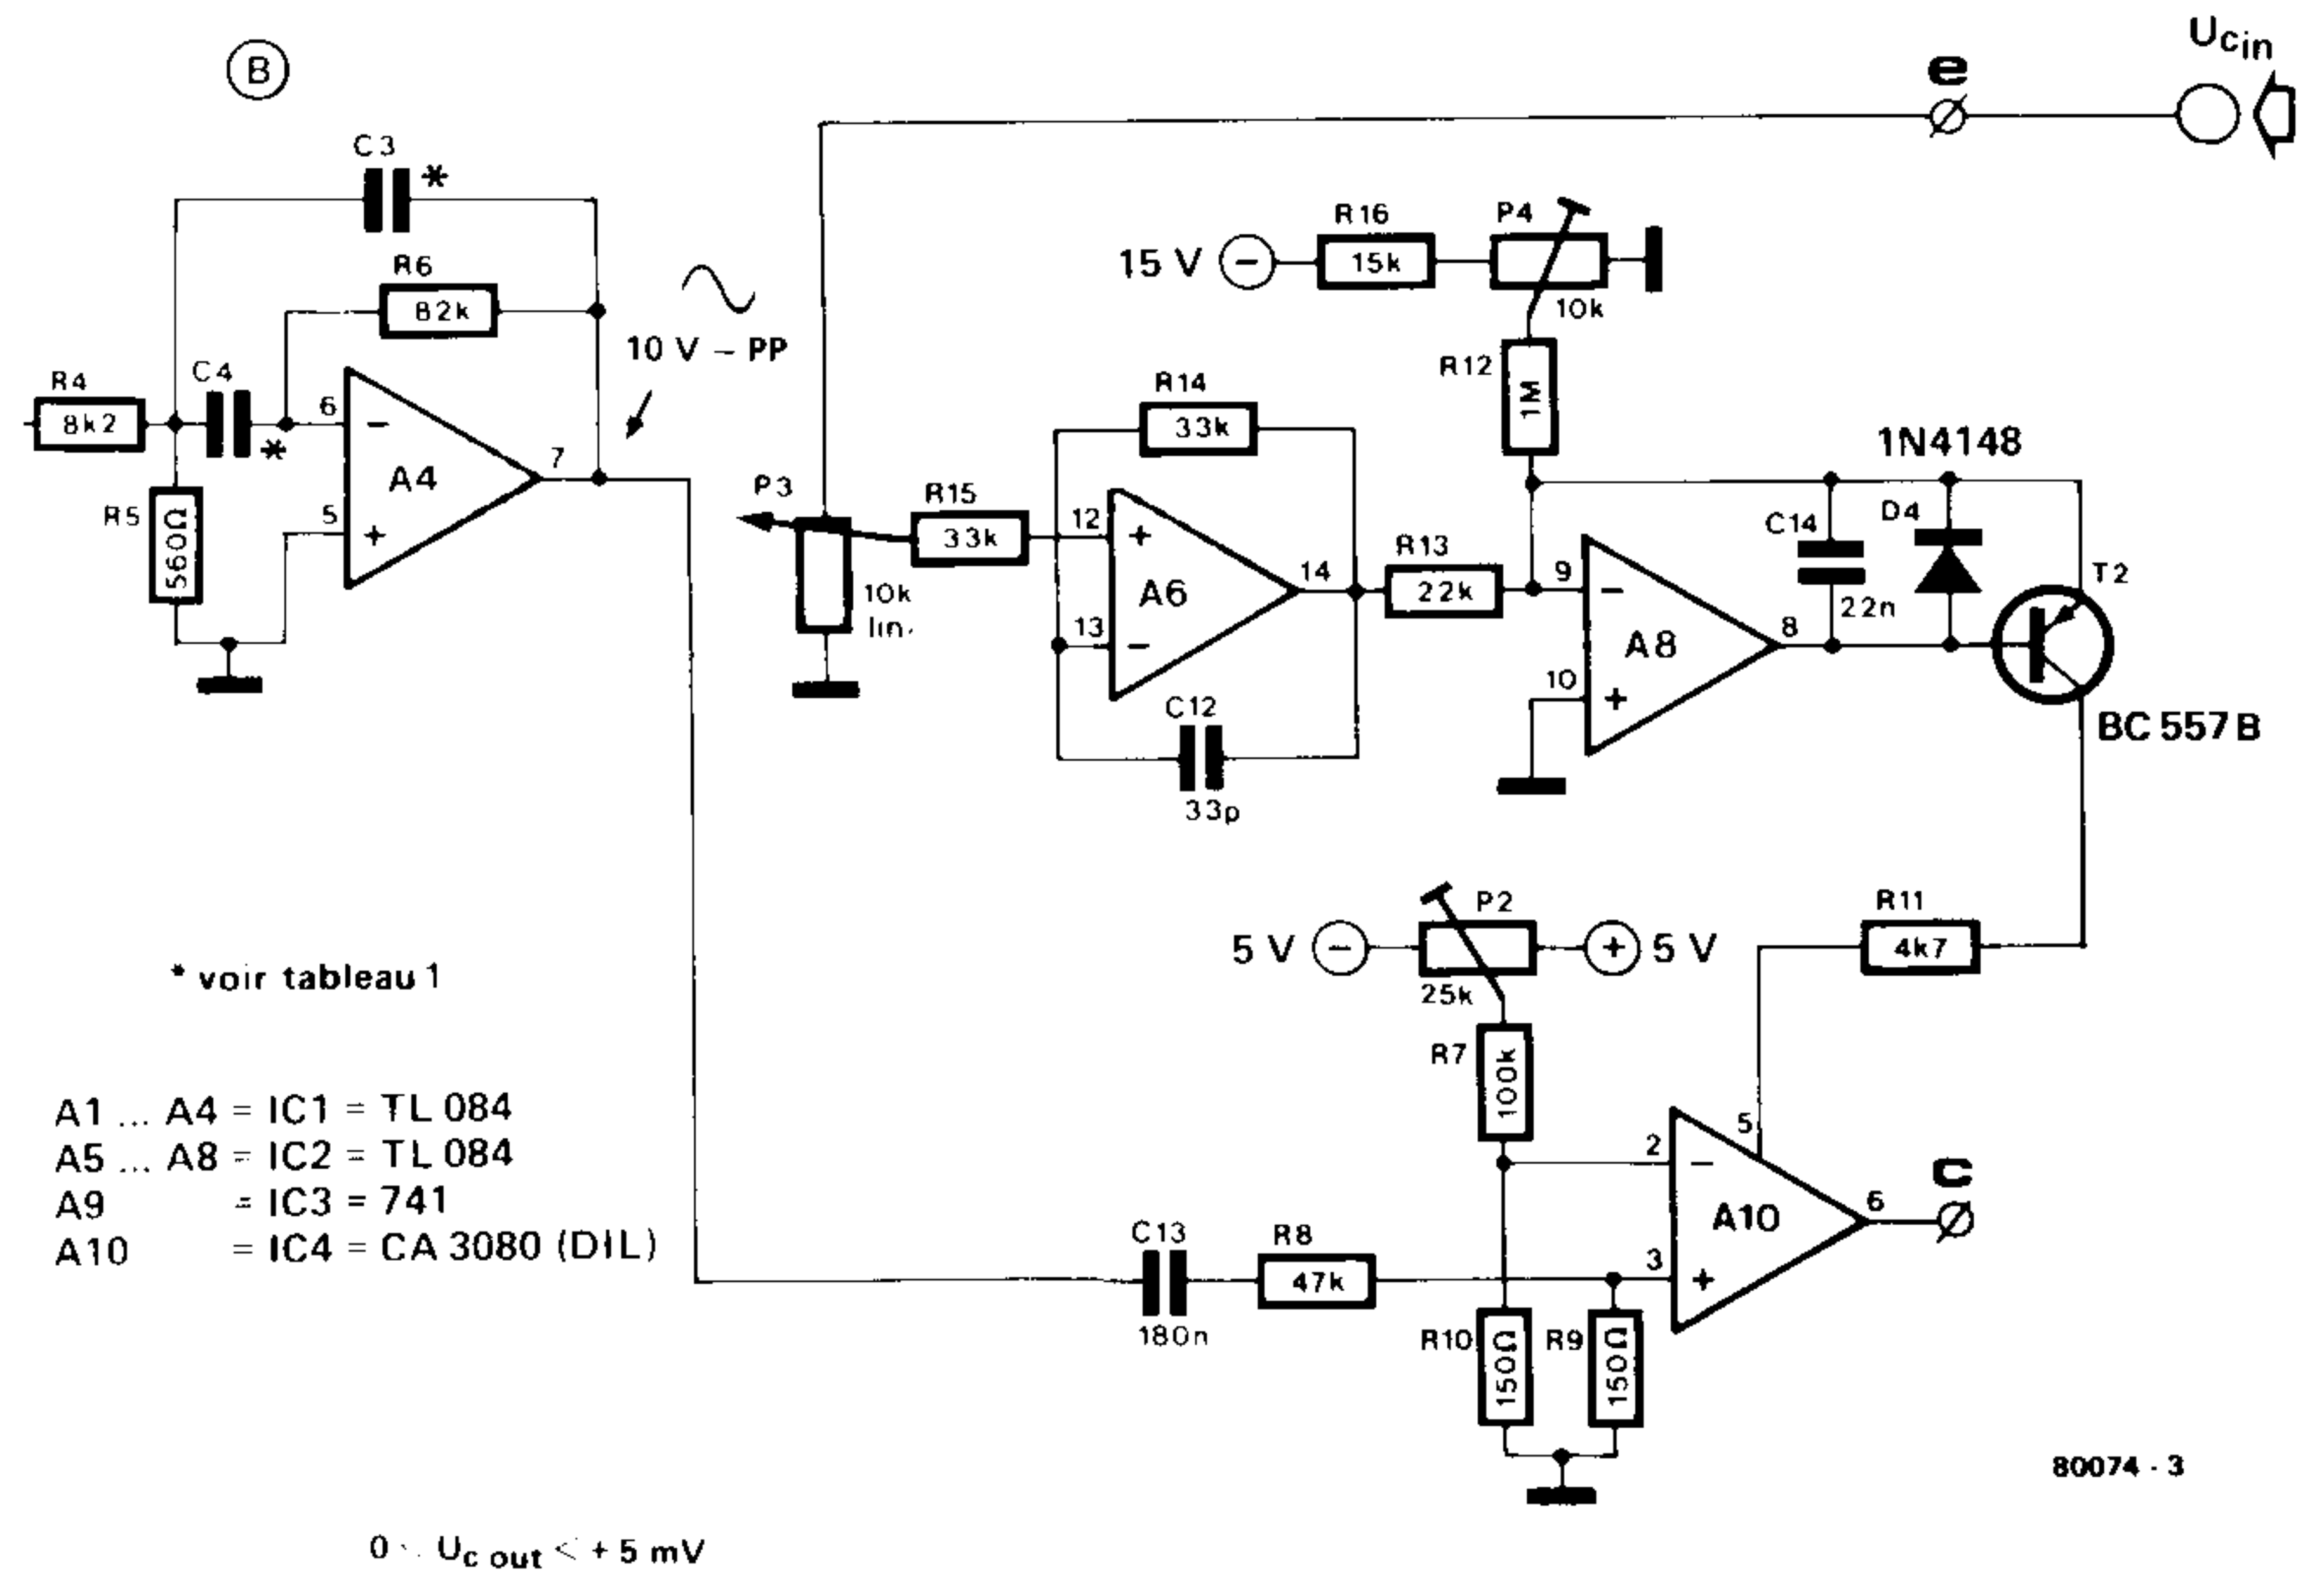 B
Ucin
e
C3
*
R6
82k
10 V – PP
R4
8k2
C4
*
6
–
A4
7
R5
560Ω
5
+
15 V –
R16
15k
P4
10k
R12
1M
R14
33k
P3
10k
lin.
R15
33k
12
+
A6
14
13
–
C12
33p
R13
22k
9
–
A8
8
10
+
1N4148
C14
22n
D4
T2
BC 557B
R11
4k7
5 V –
P2
+ 5 V
25k
R7
100k
5
2
–
A10
6
c
3
+
C13
180n
R8
47k
R10
150Ω
R9
150Ω
* voir tableau 1
A1 ... A4 = IC1 = TL 084
A5 ... A8 = IC2 = TL 084
A9 = IC3 = 741
A10 = IC4 = CA 3080 (DIL)
80074 - 3
0 Uc out < + 5 mV